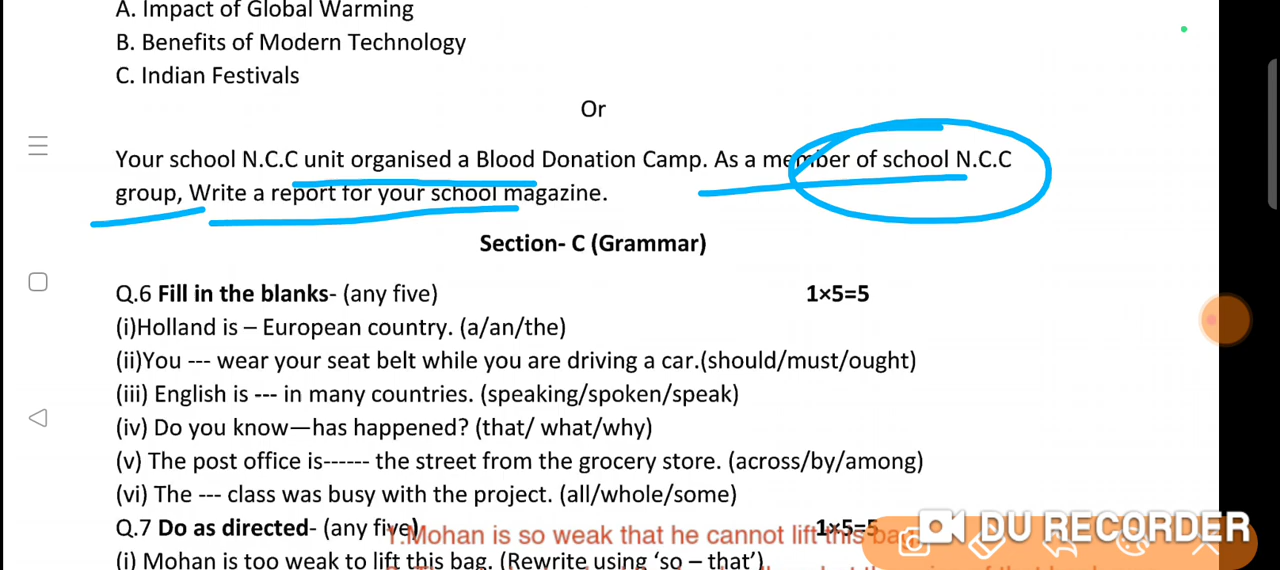 A. Impact of Global Warming
B. Benefits of Modern Technology
C. Indian Festivals
Or
Your school N.C.C unit organised a Blood Donation Camp. As a member of school N.C.C
group, Write a report for your school magazine.
Section- C (Grammar)
Q.6 Fill in the blanks- (any five) 1×5=5
(i)Holland is – European country. (a/an/the)
(ii)You --- wear your seat belt while you are driving a car.(should/must/ought)
(iii) English is --- in many countries. (speaking/spoken/speak)
(iv) Do you know—has happened? (that/ what/why)
(v) The post office is------ the street from the grocery store. (across/by/among)
(vi) The --- class was busy with the project. (all/whole/some)
Q.7 Do as directed- (any five) 1×5=5
1.Mohan is so weak that he cannot lift this
DU RECORDER
(i) Mohan is too weak to lift this bag. (Rewrite using ‘so – that’)